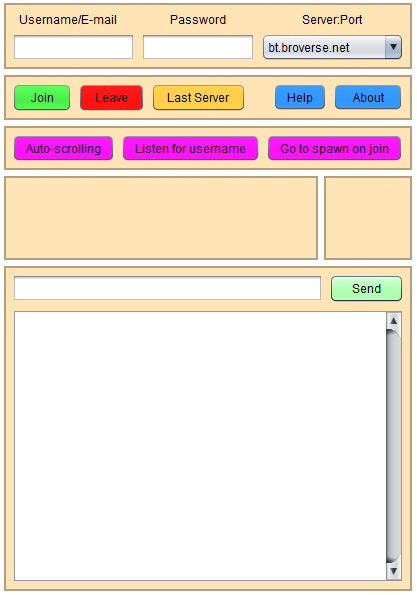 Username/E-mail Password Server:Port
bt.broverse.net
Join Leave Last Server Help About
Auto-scrolling Listen for username Go to spawn on join
Send